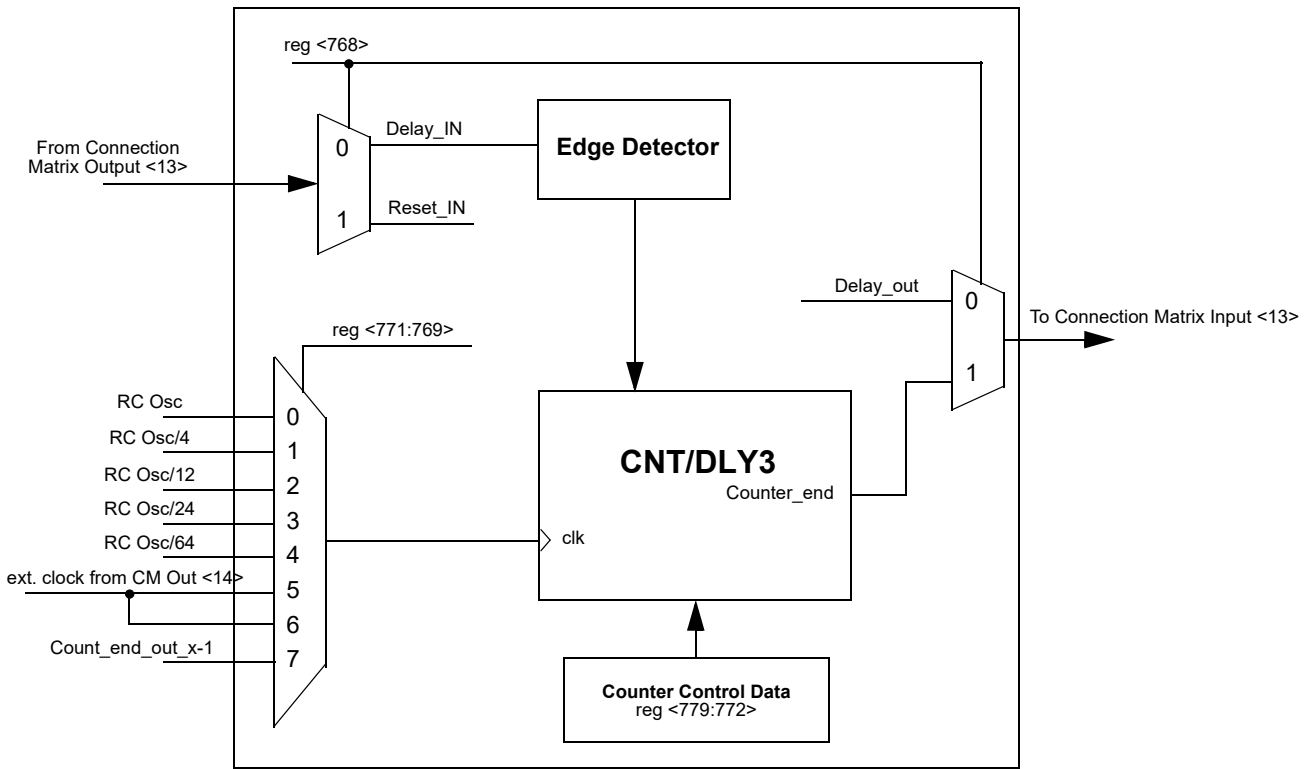 reg <768>
From Connection
Matrix Output <13>
0
1
Delay_IN
Reset_IN
Edge Detector
Delay_out
0
1
To Connection Matrix Input <13>
reg <771:769>
RC Osc
0
RC Osc/4
1
RC Osc/12
2
RC Osc/24
3
RC Osc/64
4
ext. clock from CM Out <14>
5
6
Count_end_out_x-1
7
CNT/DLY3
Counter_end
clk
Counter Control Data
reg <779:772>